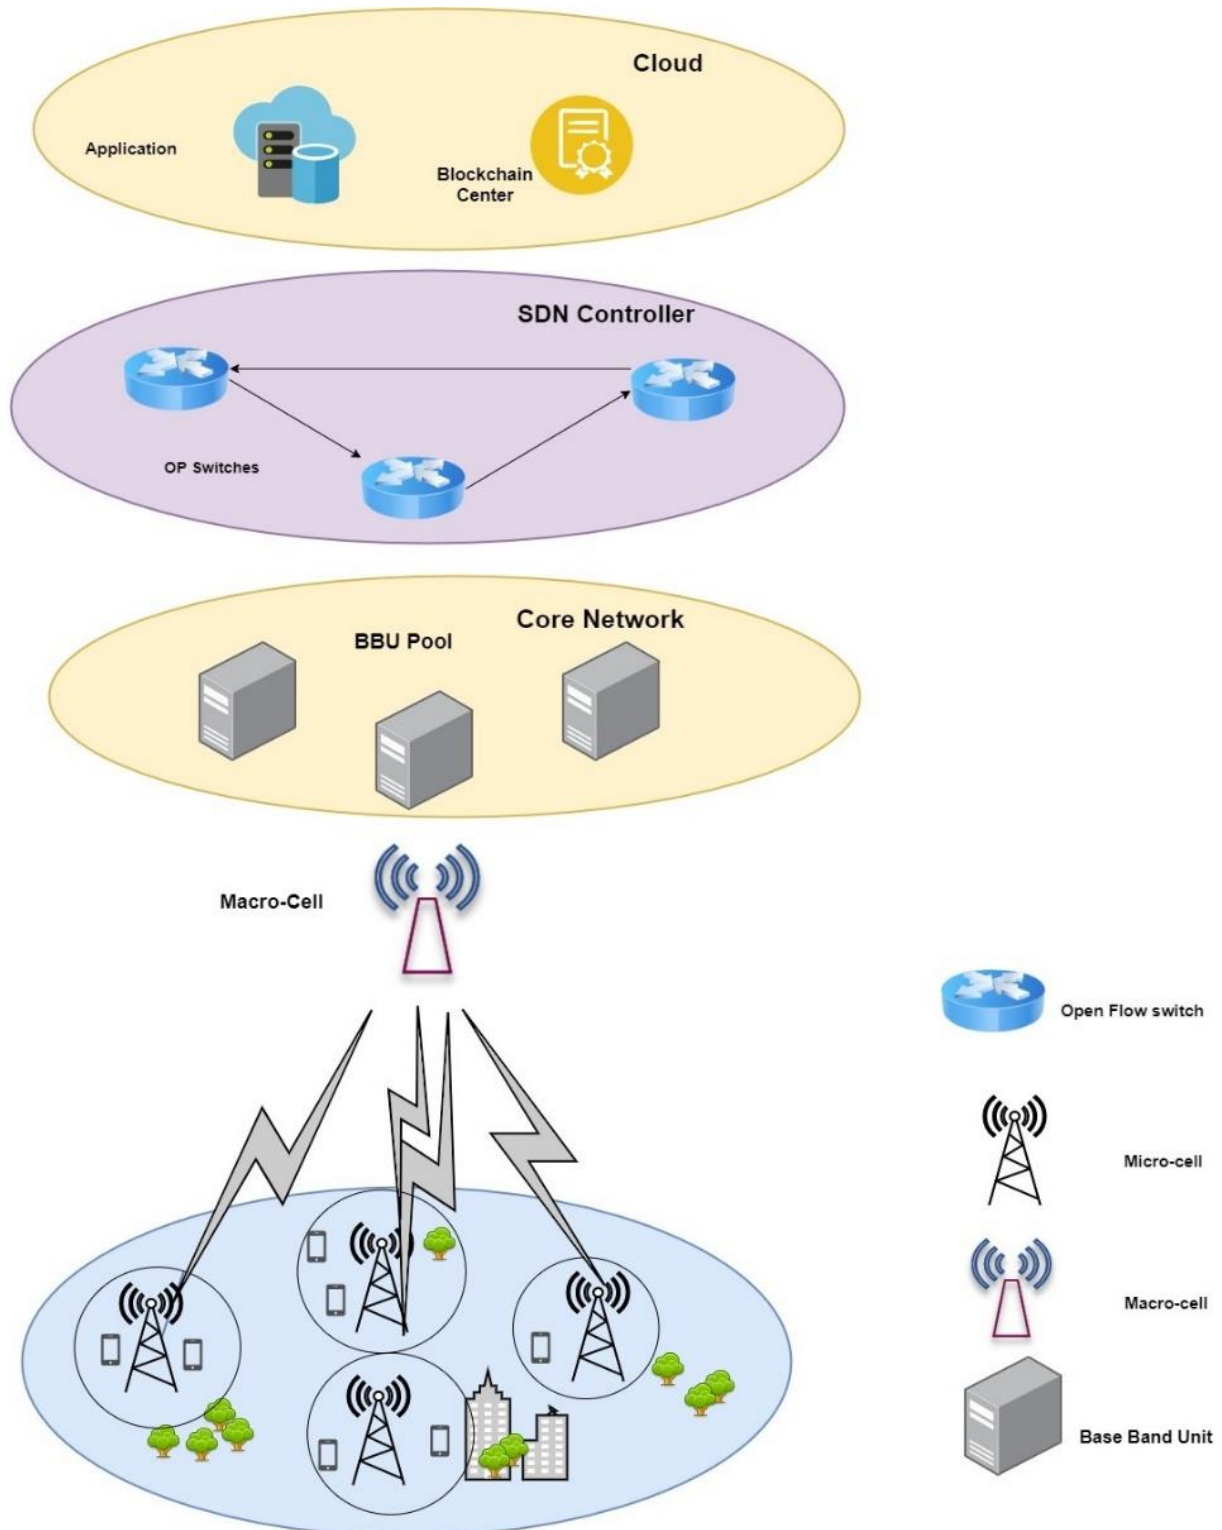 Cloud
Application
Blockchain
Center
SDN Controller
OP Switches
Core Network
BBU Pool
Macro-Cell
Open Flow switch
Micro-cell
Macro-cell
Base Band Unit